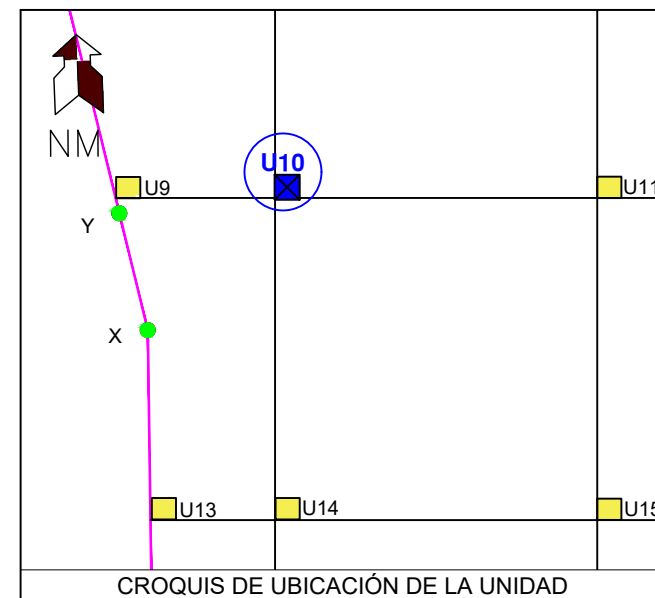 NM
U10
U9
U11
Y
X
U13
U14
U15
CROQUIS DE UBICACIÓN DE LA UNIDAD